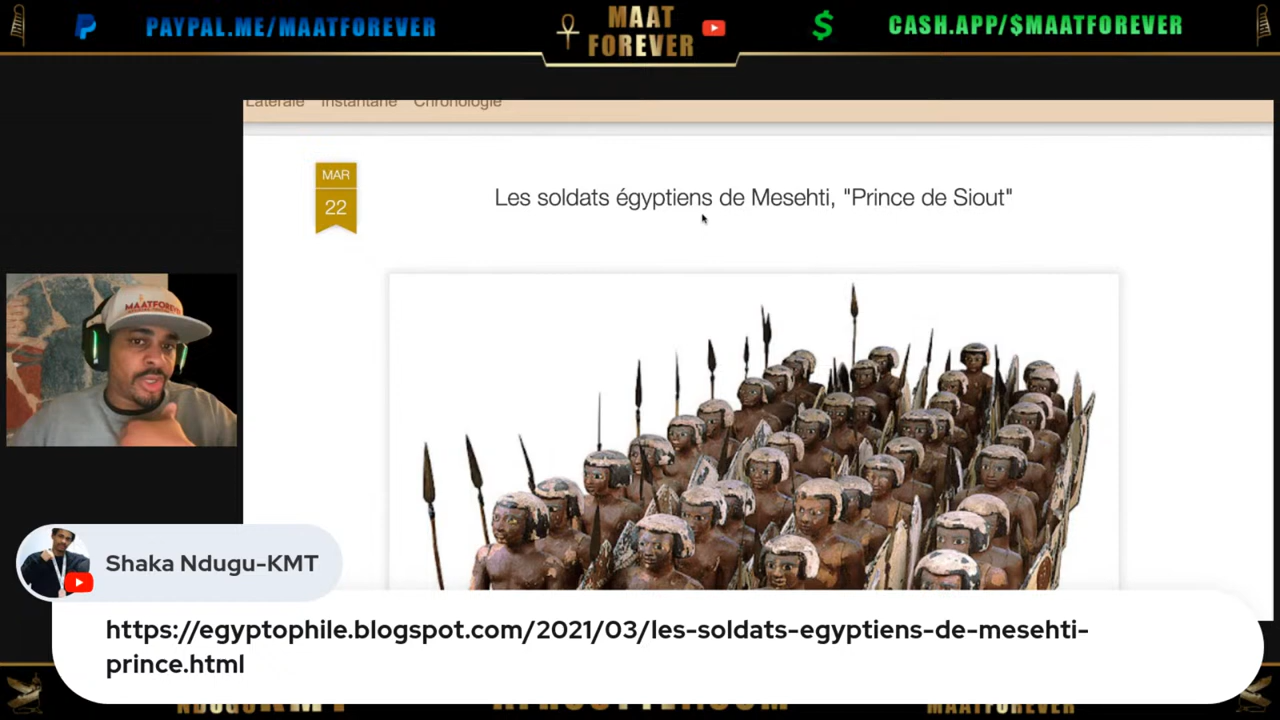 PAYPAL.ME/MAATFOREVER
MAAT
FOREVER
CASH.APP/$MAATFOREVER
Latérale Instantané Chronologie
MAR
22
Les soldats égyptiens de Mesehti, "Prince de Siout"
MAATFOREVER
Shaka Ndugu-KMT
https://egyptophile.blogspot.com/2021/03/les-soldats-egyptiens-de-mesehti-
prince.html